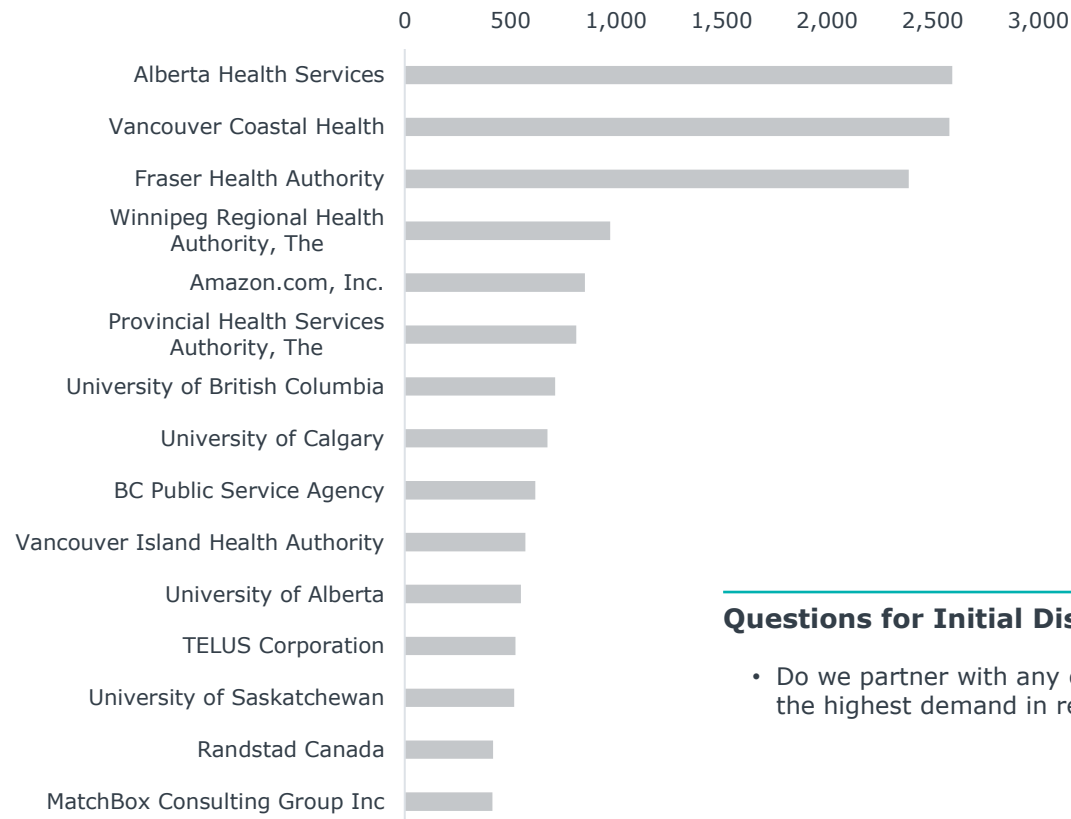 0 500 1,000 1,500 2,000 2,500 3,000
Alberta Health Services
Vancouver Coastal Health
Fraser Health Authority
Winnipeg Regional Health
Authority, The
Amazon.com, Inc.
Provincial Health Services
Authority, The
University of British Columbia
University of Calgary
BC Public Service Agency
Vancouver Island Health Authority
University of Alberta
TELUS Corporation
University of Saskatchewan
Randstad Canada
MatchBox Consulting Group Inc
Questions for Initial
• Do we partner with any
the highest demand in